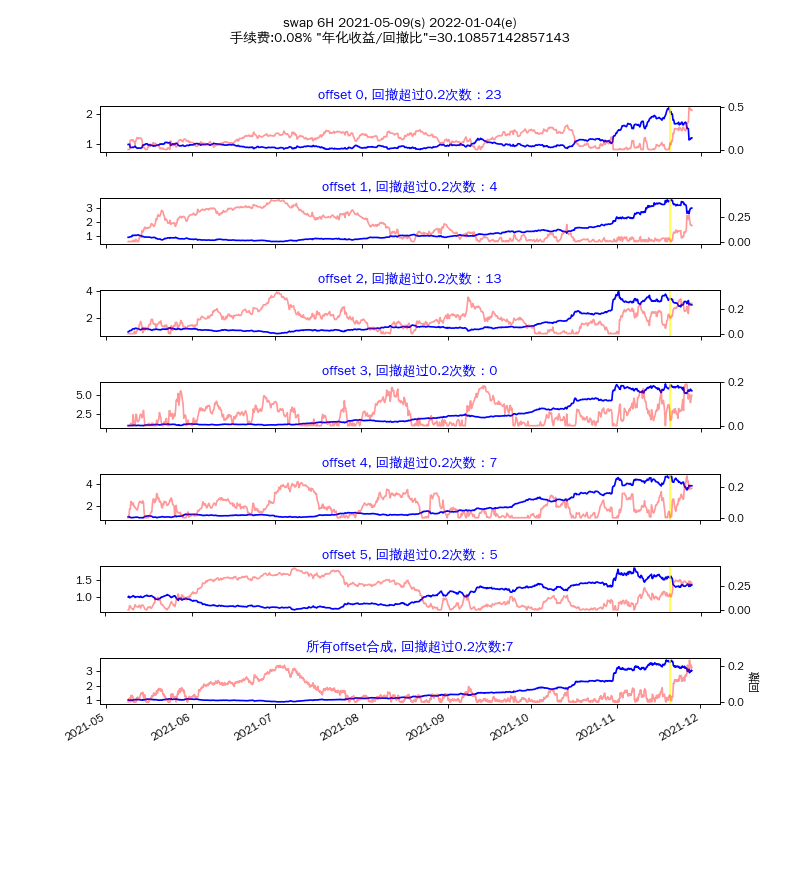 swap 6H 2021-05-09(s) 2022-01-04(e)
手续费:0.08% "年化收益/回撤比"=30.10857142857143
offset 0, 回撤超过0.2次数：23
2
1
0.5
0.0
offset 1, 回撤超过0.2次数：4
3
2
1
0.25
0.00
offset 2, 回撤超过0.2次数：13
4
2
0.2
0.0
offset 3, 回撤超过0.2次数：0
5.0
2.5
0.2
0.0
offset 4, 回撤超过0.2次数：7
4
2
0.2
0.0
offset 5, 回撤超过0.2次数：5
1.5
1.0
0.25
0.00
所有offset合成, 回撤超过0.2次数:7
3
2
1
0.2
0.0
回撤
2021-05 2021-06 2021-07 2021-08 2021-09 2021-10 2021-11 2021-12